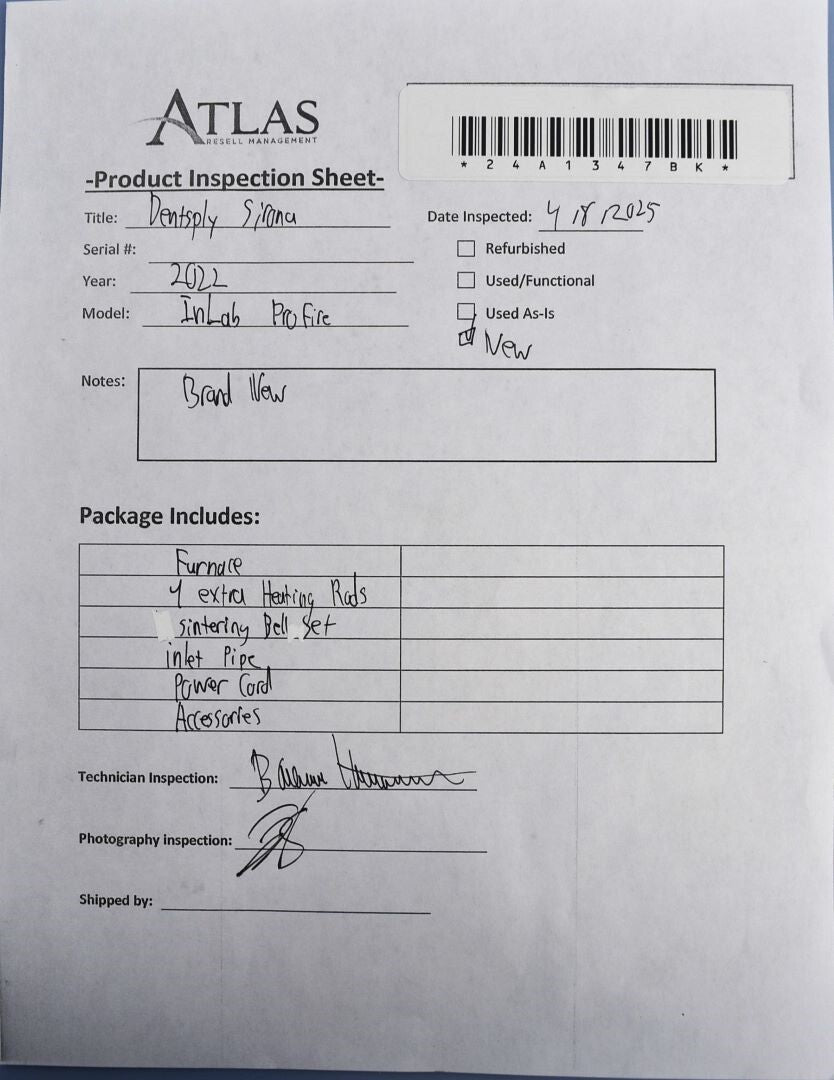 ATLAS
RESELL MANAGEMENT
*24A1347BK*
-Product Inspection Sheet-
Title: Dentsply Sirona
Date Inspected: 4 18 2025
Serial #:
Refurbished
Year: 2022
Used/Functional
Model: InLab ProFire
Used As-Is
New
Notes: Brand New
Package Includes:
Furnace
4 extra Heating Rods
Sintering Bell Set
inlet Pipe
Power Cord
Accessories
Technician Inspection:
Photography inspection:
Shipped by: